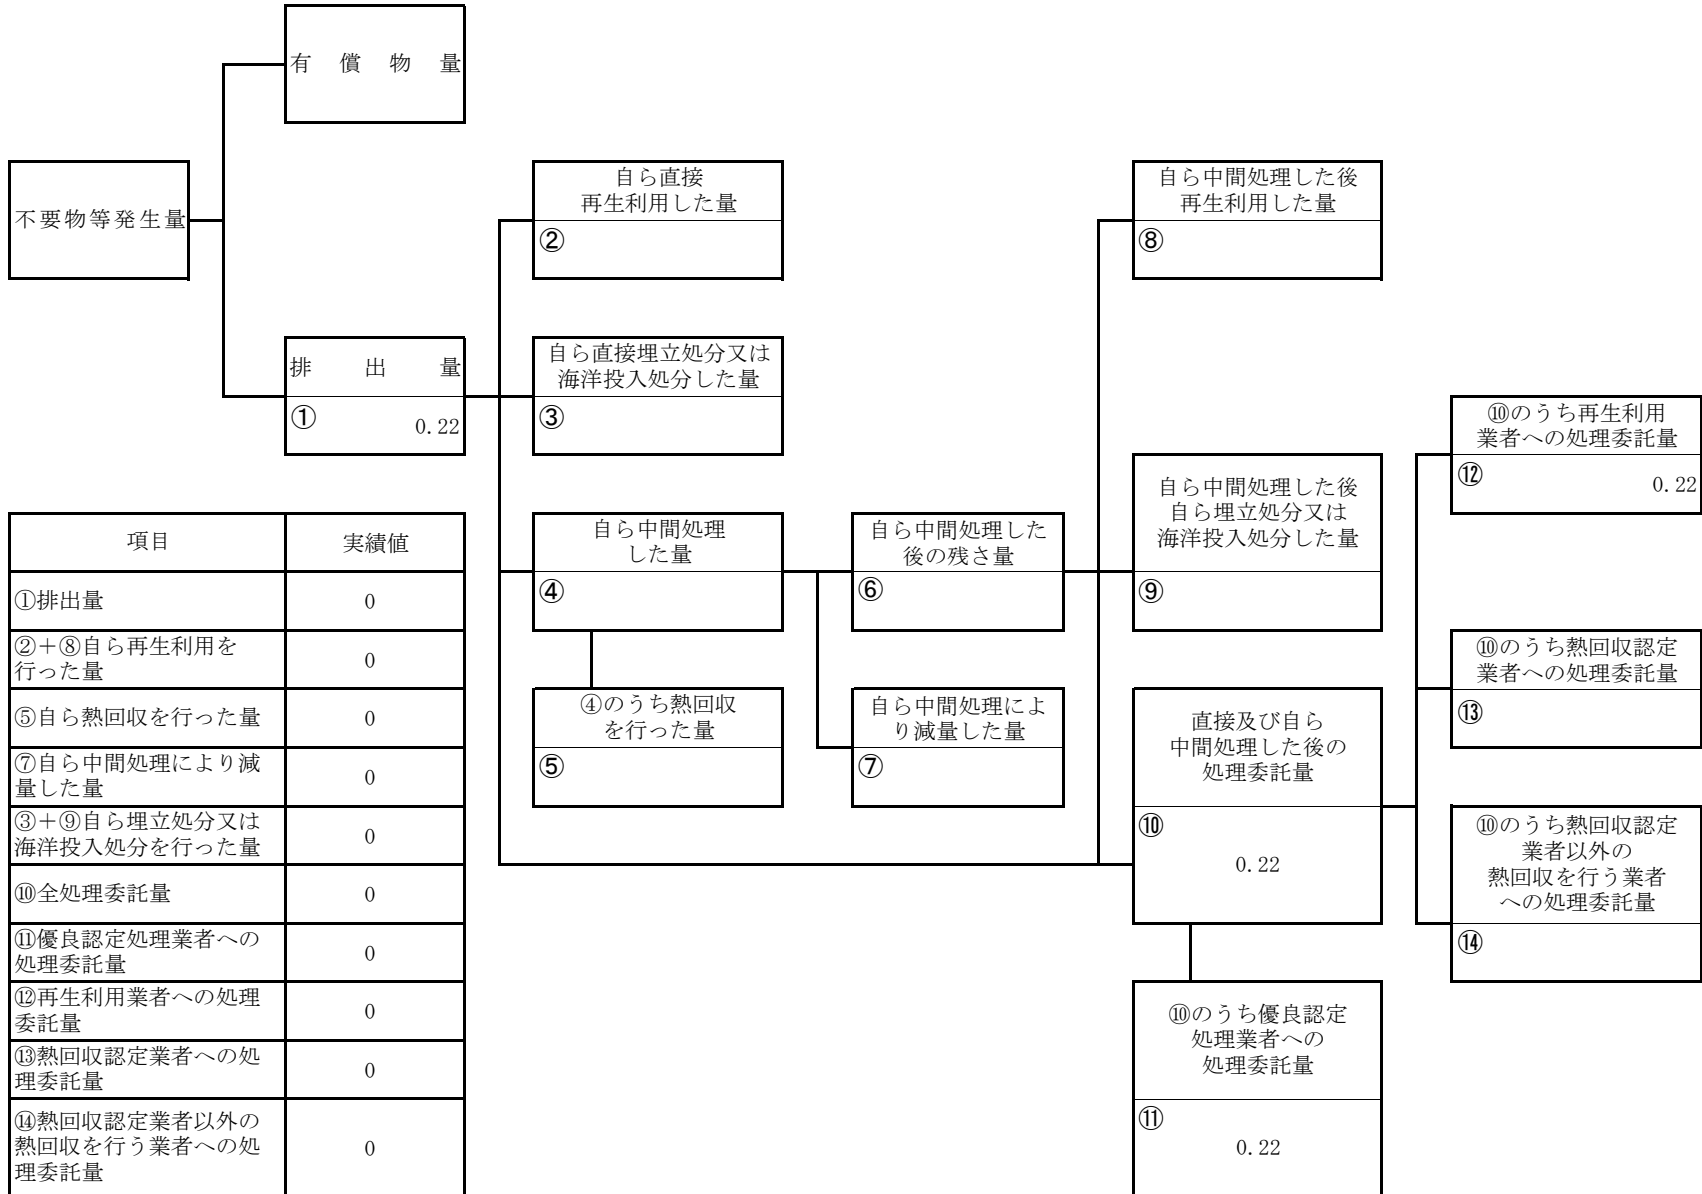 有償物量
不要物等発生量
排出量
①
0.22
自ら直接
再生利用した量
②
自ら直接埋立処分又は
海洋投入処分した量
③
自ら中間処理
した量
④
④のうち熱回収
を行った量
⑤
自ら中間処理した
後の残さ量
⑥
自ら中間処理によ
り減量した量
⑦
自ら中間処理した後
再生利用した量
⑧
自ら中間処理した後
自ら埋立処分又は
海洋投入処分した量
⑨
直接及び自ら
中間処理した後の
処理委託量
⑩
0.22
⑩のうち優良認定
処理業者への
処理委託量
⑪
0.22
⑩のうち再生利用
業者への処理委託量
⑫
0.22
⑩のうち熱回収認定
業者への処理委託量
⑬
⑩のうち熱回収認定
業者以外の
熱回収を行う業者
への処理委託量
⑭
項目 実績値
①排出量 0
②+⑧自ら再生利用を
行った量 0
⑤自ら熱回収を行った量 0
⑦自ら中間処理により減
量した量 0
③+⑨自ら埋立処分又は
海洋投入処分を行った量 0
⑩全処理委託量 0
⑪優良認定処理業者への
処理委託量 0
⑫再生利用業者への処理
委託量 0
⑬熱回収認定業者への処
理委託量 0
⑭熱回収認定業者以外の
熱回収を行う業者への処
理委託量 0